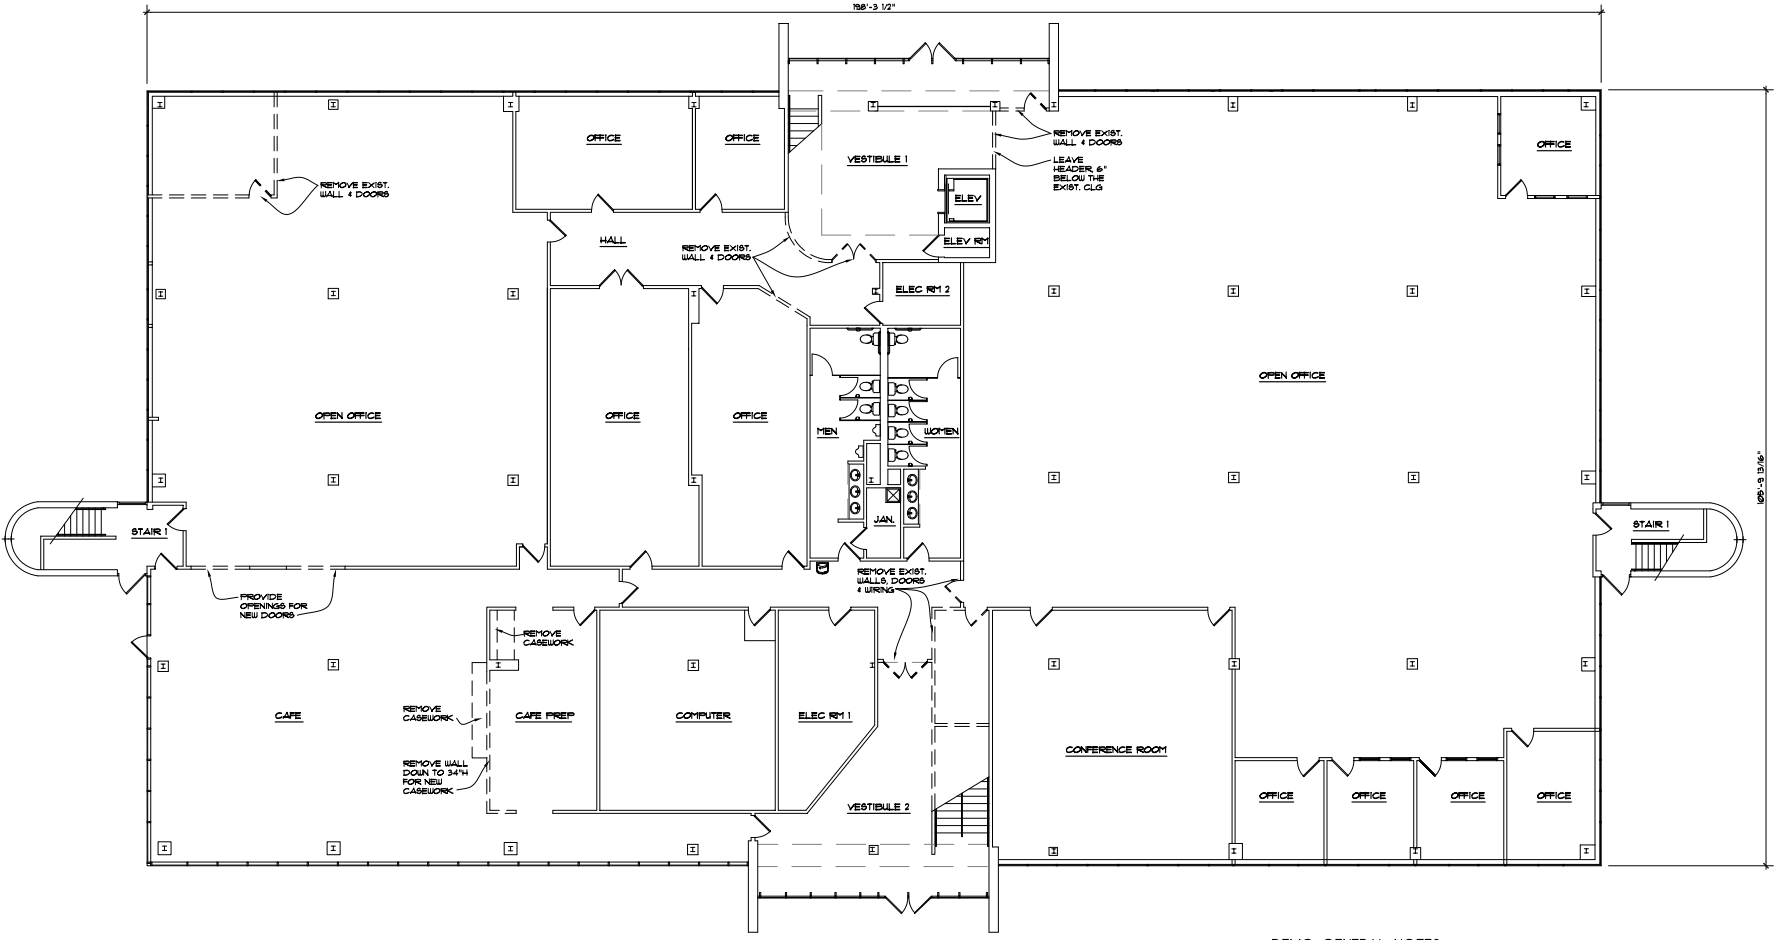 198'-3 1/2"
OFFICE
OFFICE
VESTIBULE 1
REMOVE EXIST.
WALL & DOORS
LEAVE
HEADER, 6"
BELOW THE
EXIST. CLG
OFFICE
REMOVE EXIST.
WALL & DOORS
ELEV
HALL
REMOVE EXIST.
WALL & DOORS
ELEV RM
ELEC RM 2
OPEN OFFICE
OPEN OFFICE
OFFICE
OFFICE
MEN
WOMEN
105'-9 13/16"
STAIR 1
JAN.
STAIR 1
REMOVE EXIST.
WALLS, DOORS
& WIRING
PROVIDE
OPENINGS FOR
NEW DOORS
REMOVE
CASEWORK
CAFE
REMOVE
CASEWORK
CAFE PREP
COMPUTER
ELEC RM 1
CONFERENCE ROOM
REMOVE WALL
DOWN TO 34"H
FOR NEW
CASEWORK
VESTIBULE 2
OFFICE
OFFICE
OFFICE
OFFICE
DEMO GENERAL NOTES